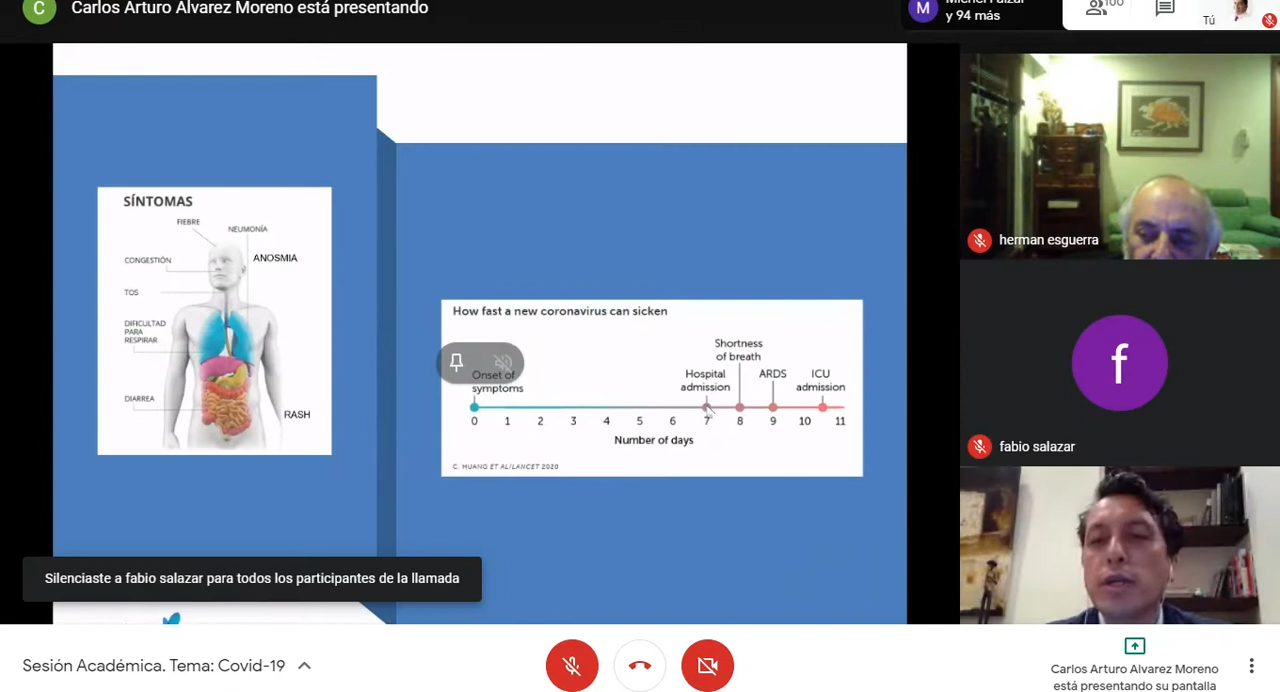 C
Carlos Arturo Alvarez Moreno está presentando
M
y 94 más
100
Tú
SÍNTOMAS
FIEBRE
NEUMONÍA
CONGESTIÓN
ANOSMIA
TOS
DIFICULTAD
PARA
RESPIRAR
DIARREA
RASH
How fast a new coronavirus can sicken
Shortness
of breath
Onset of
symptoms
Hospital
admission
ARDS
ICU
admission
0 1 2 3 4 5 6 7 8 9 10 11
Number of days
C. HUANG ET AL/LANCET 2020
herman esguerra
f
fabio salazar
Silenciaste a fabio salazar para todos los participantes de la llamada
Sesión Académica. Tema: Covid-19
Carlos Arturo Alvarez Moreno
está presentando su pantalla